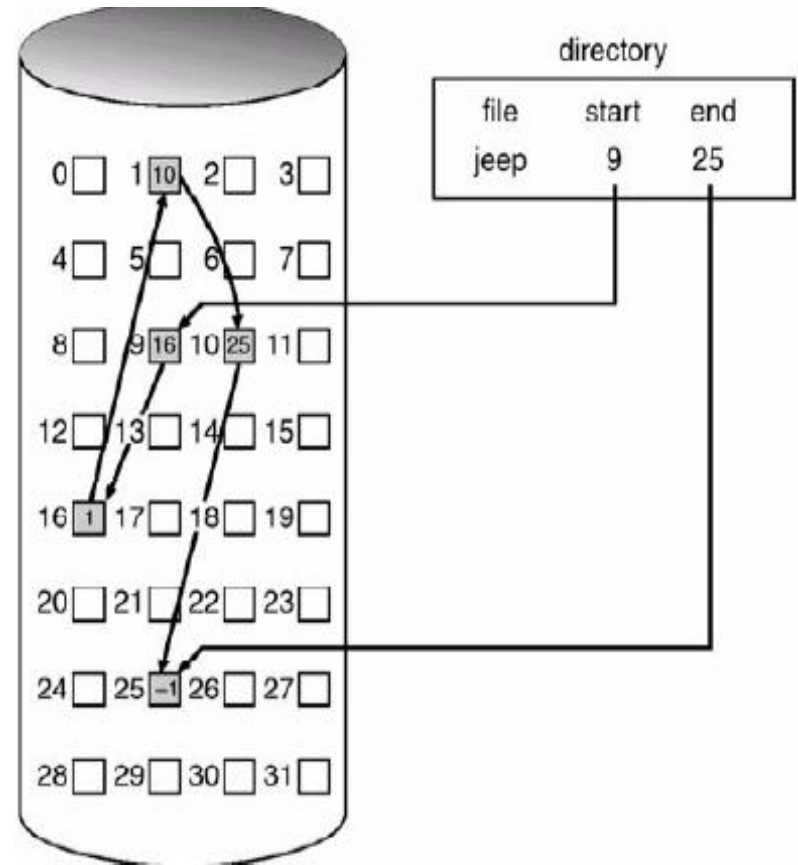 directory
file start end
jeep 9 25
0 1 10 2 3
4 5 6 7
8 9 16 10 25 11
12 13 14 15
16 1 17 18 19
20 21 22 23
24 25 -1 26 27
28 29 30 31